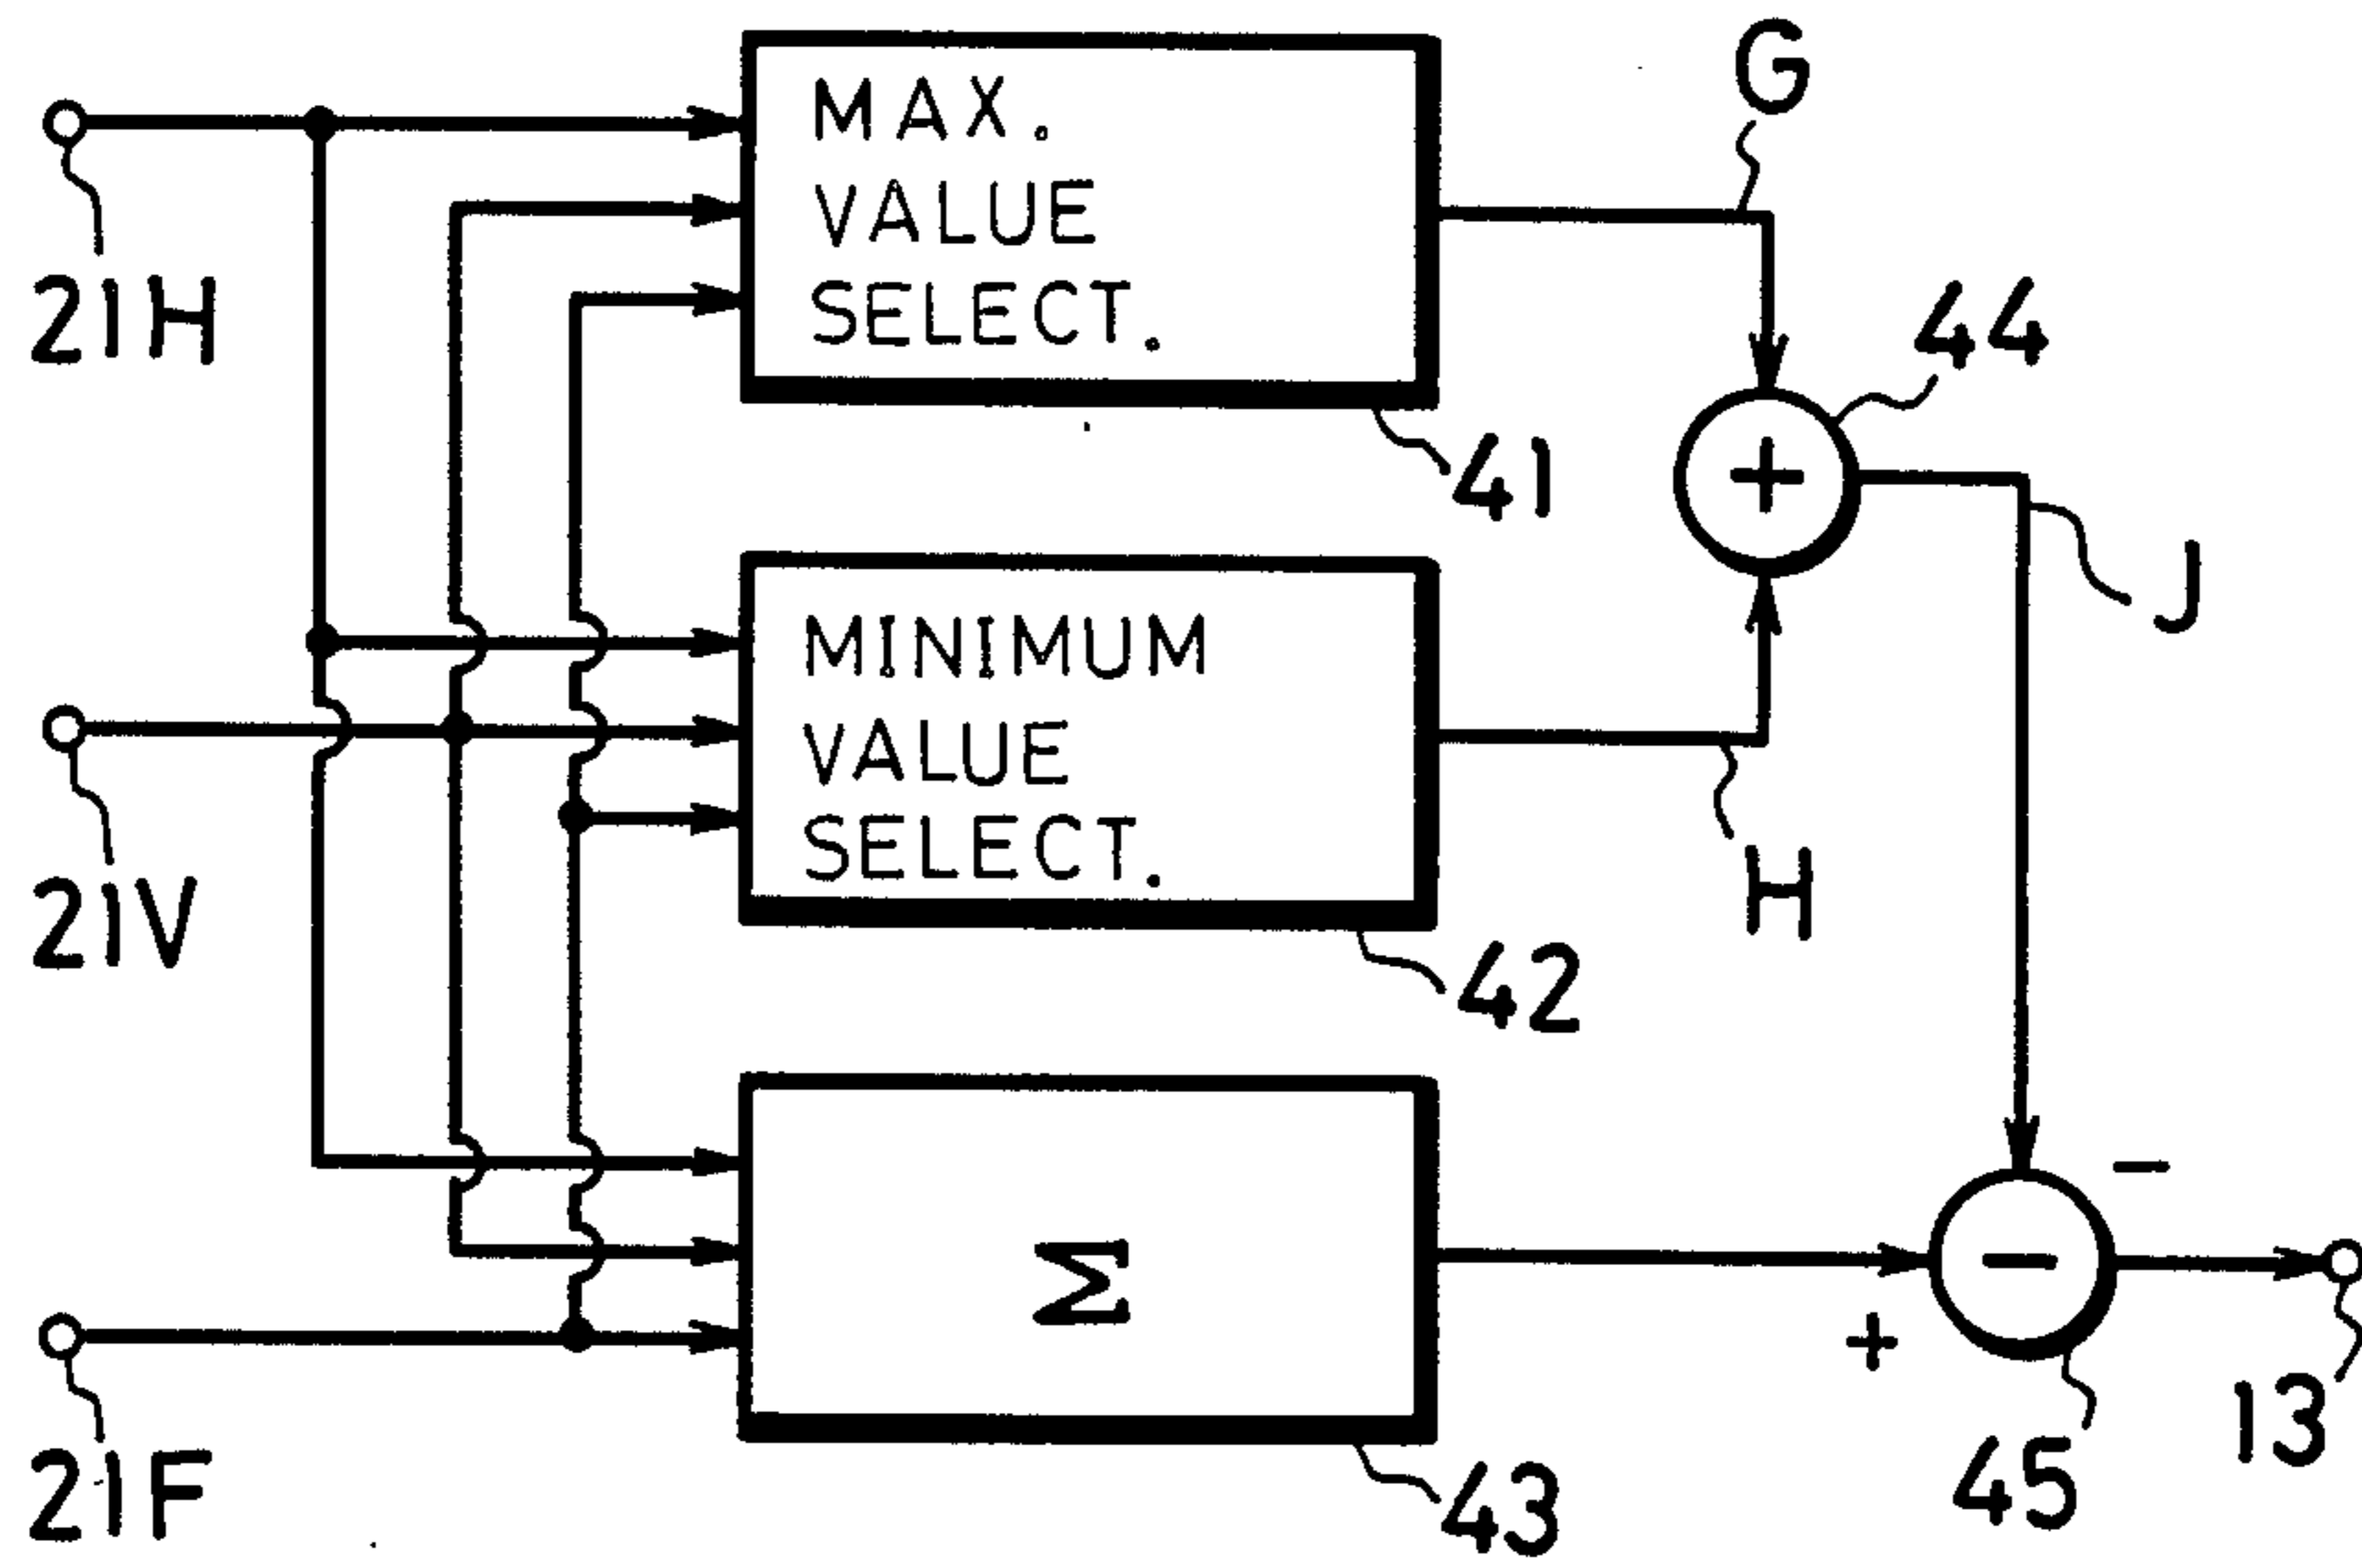 G
MAX.
VALUE
SELECT.
21H
44
41
J
MINIMUM
VALUE
SELECT.
21V
H
42
−
Σ
+
−
+
13
21F
43
45